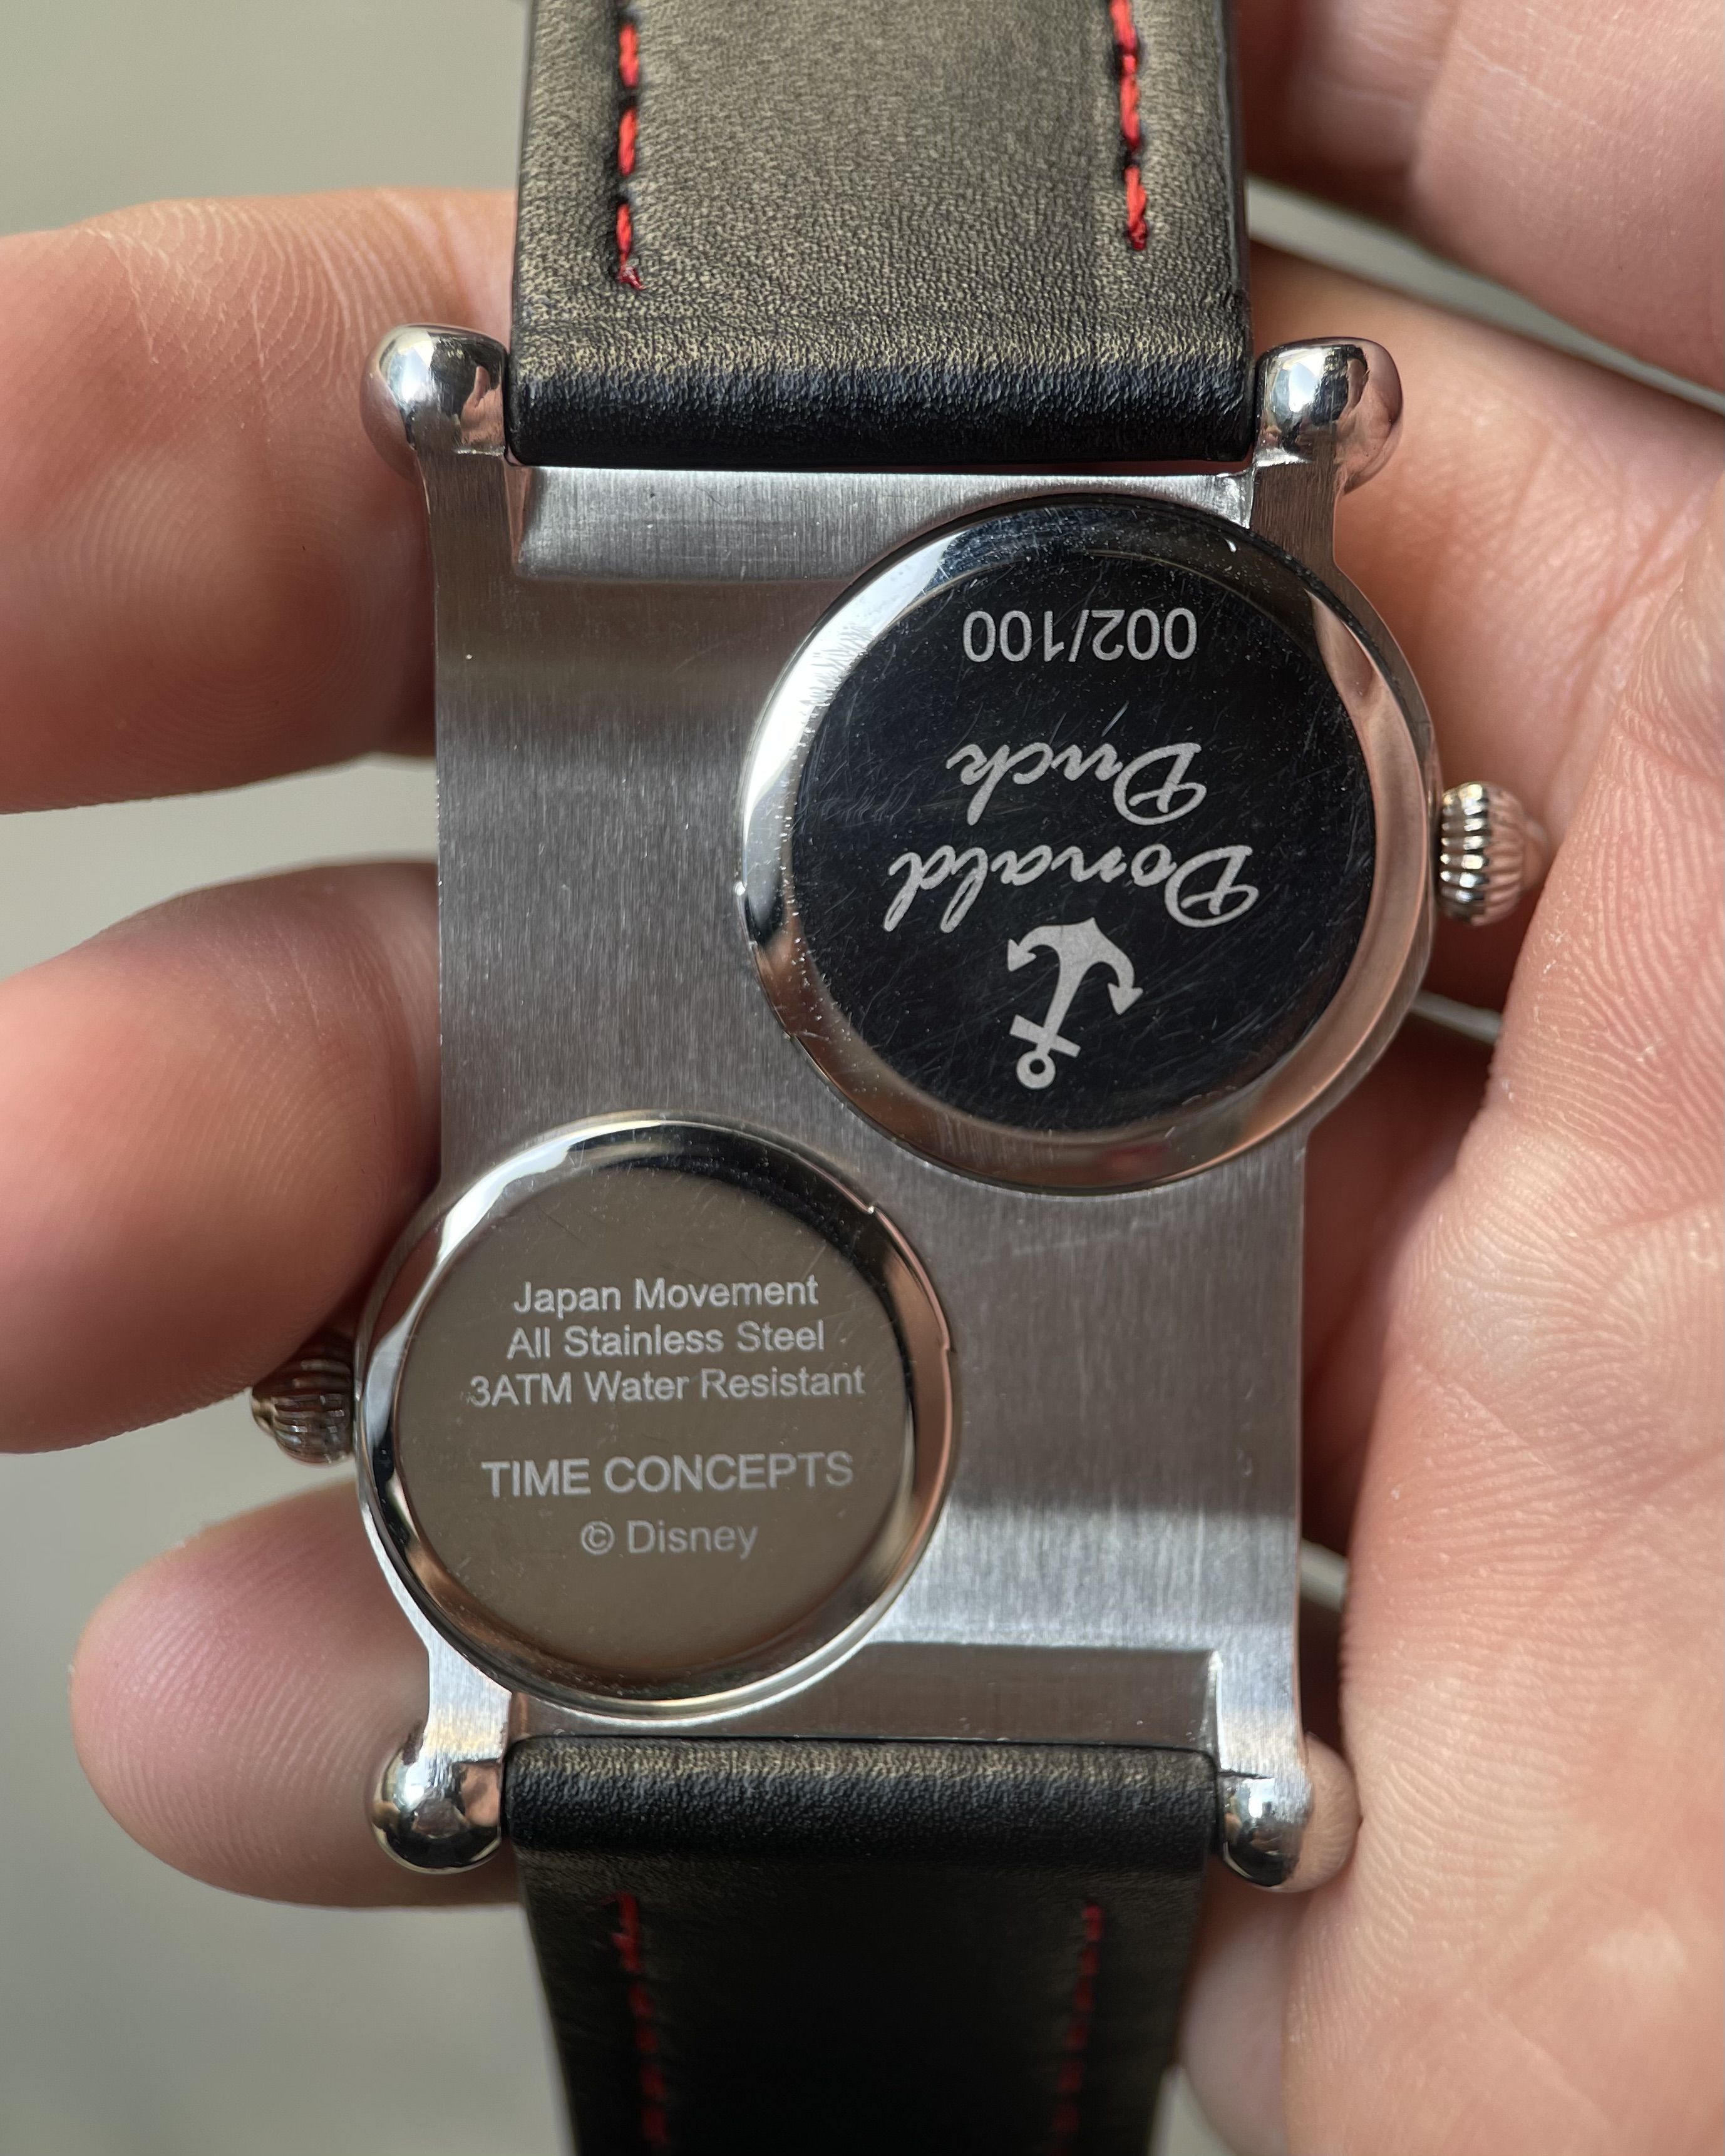 Donald
Duck
002/100
Japan Movement
All Stainless Steel
3ATM Water Resistant
TIME CONCEPTS
© Disney